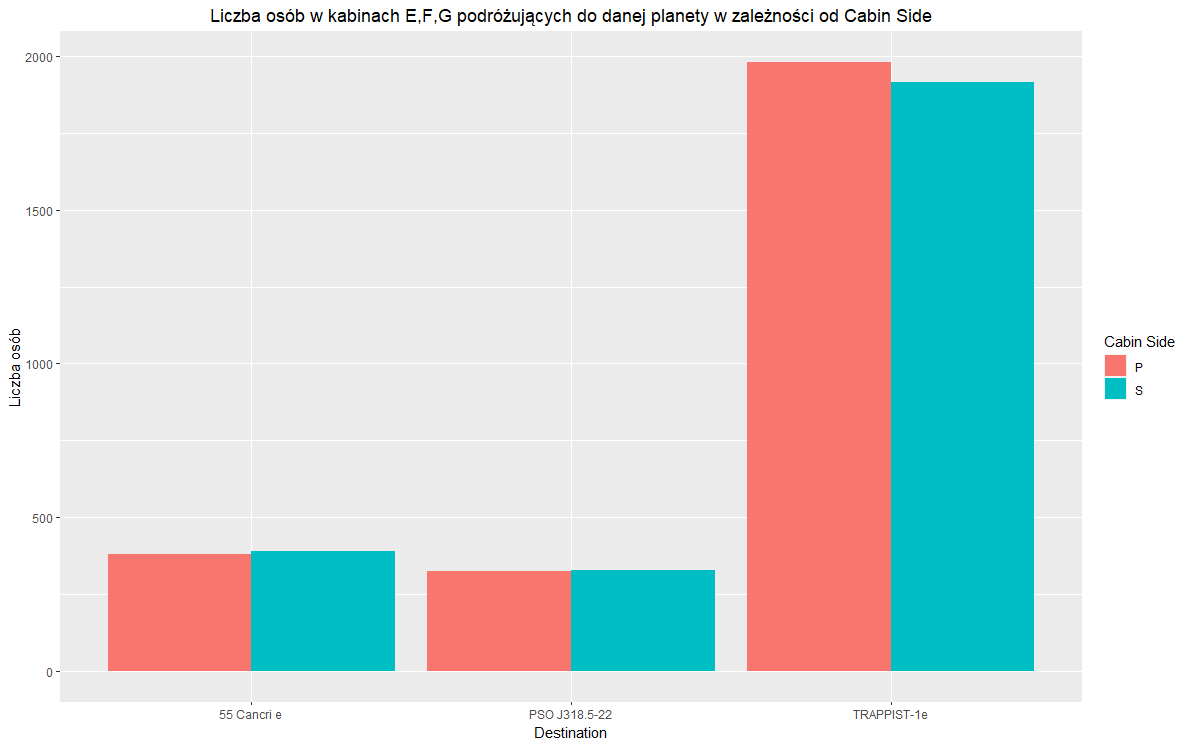 Liczba osób w kabinach E,F,G podróżujących do danej planety w zależności od Cabin Side
Liczba osób
2000
1500
1000
500
0
55 Cancri e
PSO J318.5-22
TRAPPIST-1e
Destination
Cabin Side
P
S